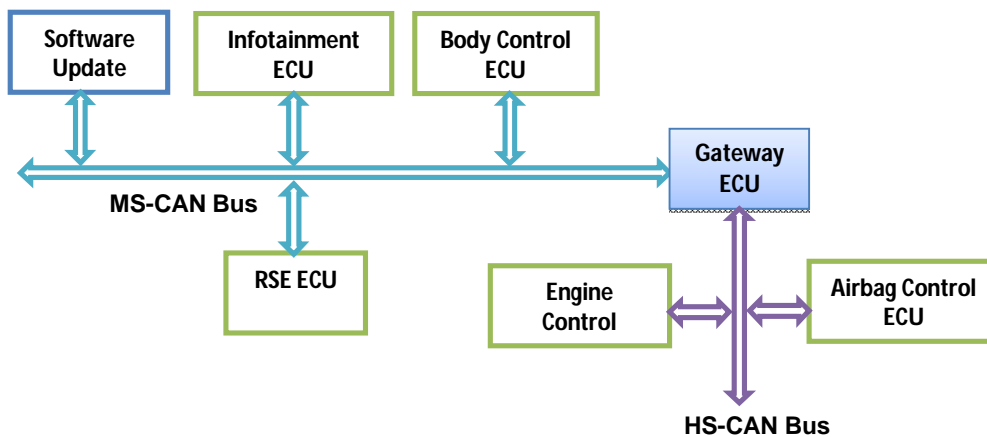 Software
Update
Infotainment
ECU
Body Control
ECU
Gateway
ECU
MS-CAN Bus
RSE ECU
Engine
Control
Airbag Control
ECU
HS-CAN Bus